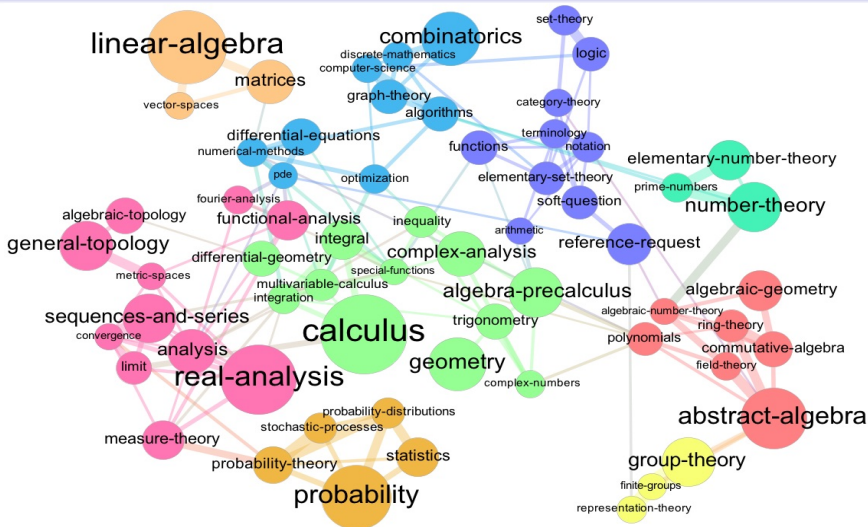 set-theory
combinatorics
linear-algebra
discrete-mathematics
logic
computer-science
matrices
graph-theory
vector-spaces
category-theory
algorithms
differential-equations
terminology
functions
notation
numerical-methods
elementary-number-theory
pde
optimization
elementary-set-theory
prime-numbers
fourier-analysis
soft-question
number-theory
algebraic-topology
functional-analysis
inequality
arithmetic
general-topology
integral
reference-request
complex-analysis
differential-geometry
metric-spaces
special-functions
multivariable-calculus
algebra-precalculus
algebraic-geometry
integration
sequences-and-series
algebraic-number-theory
trigonometry
ring-theory
calculus
convergence
polynomials
analysis
commutative-algebra
limit
geometry
field-theory
real-analysis
complex-numbers
probability-distributions
abstract-algebra
stochastic-processes
measure-theory
statistics
group-theory
probability-theory
finite-groups
probability
representation-theory